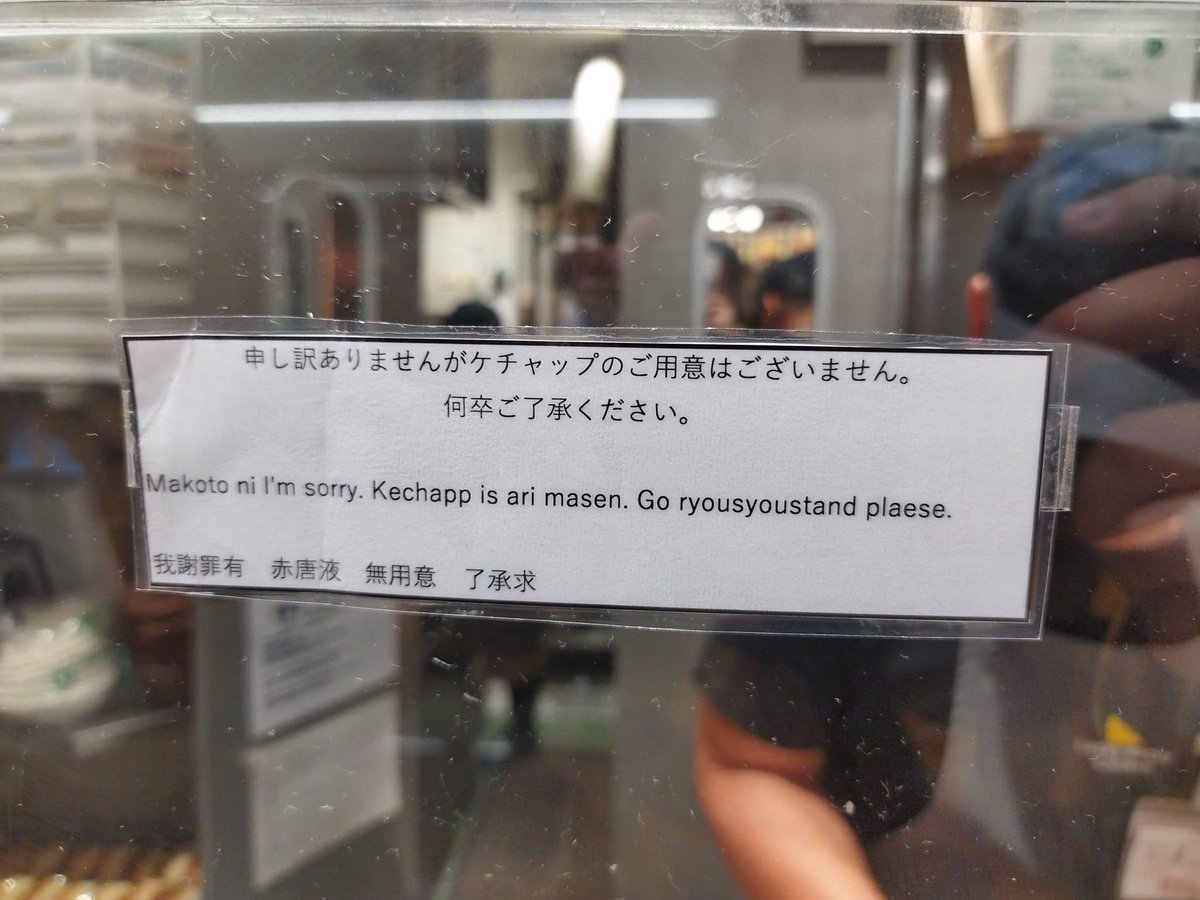 申し訳ありませんがケチャップのご用意はございません。
何卒ご了承ください。
Makoto ni I'm sorry. Kechapp is ari masen. Go ryousyoustand plaese.
我謝罪有　赤唐液　無用意　了承求